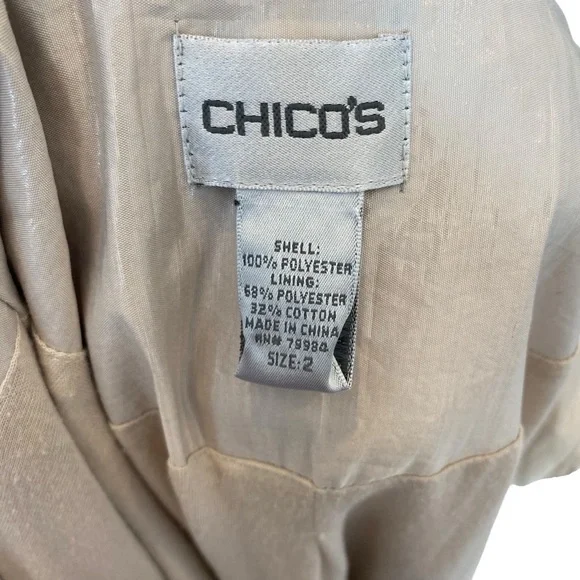 CHICO'S
SHELL:
100% POLYESTER
LINING:
68% POLYESTER
32% COTTON
MADE IN CHINA
RN# 79984
SIZE: 2